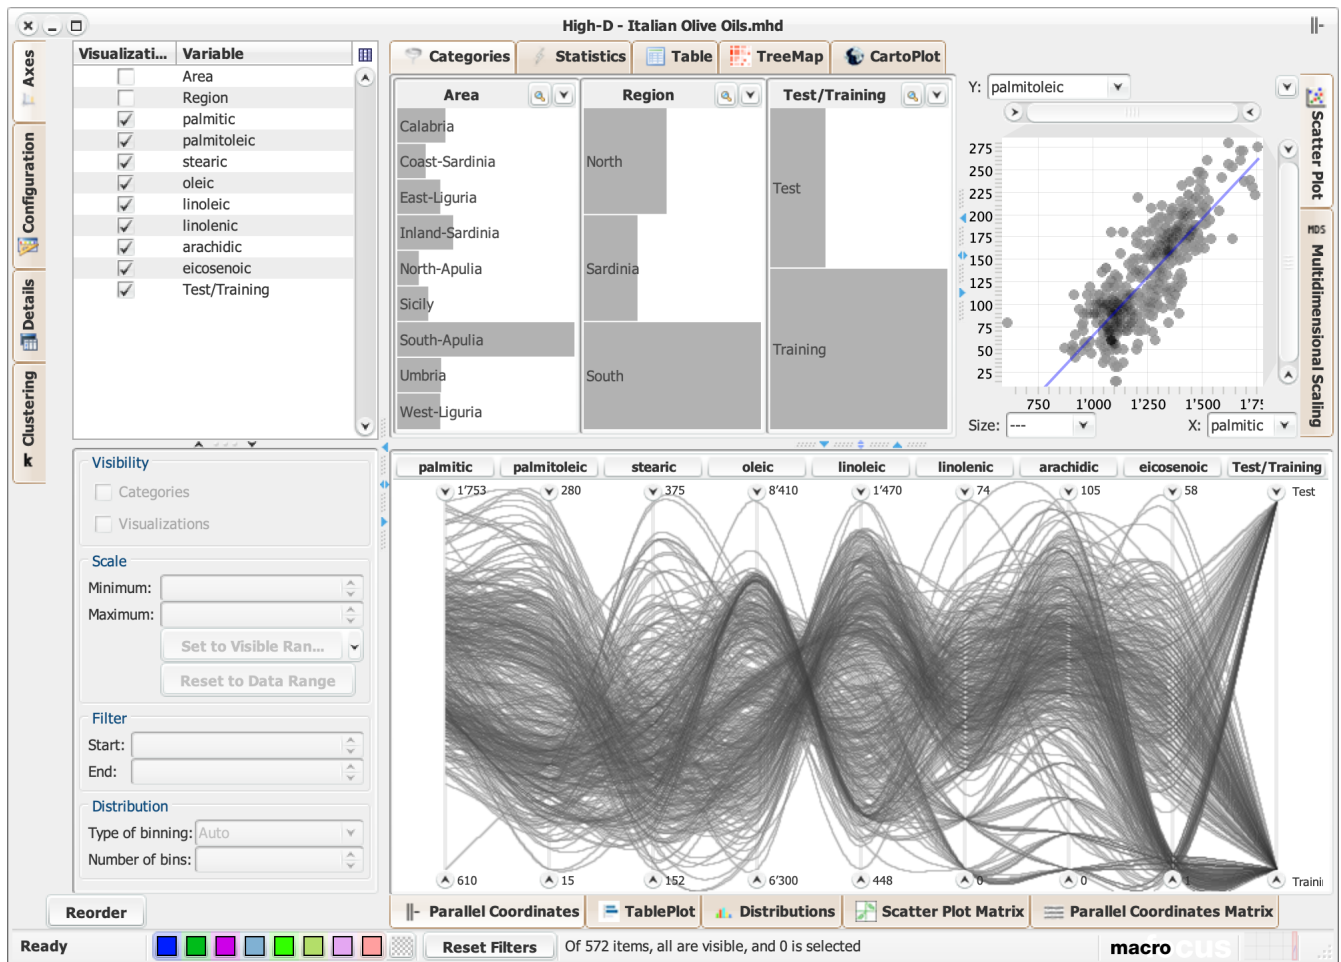 High-D - Italian Olive Oils.mhd
Axes
Configuration
Details
Clustering
Visualizati... Variable
Area
Region
palmitic
palmitoleic
stearic
oleic
linoleic
linolenic
arachidic
eicosenoic
Test/Training
Categories Statistics Table TreeMap CartoPlot
Area Region Test/Training
Calabria
Coast-Sardinia
East-Liguria
Inland-Sardinia
North-Apulia
Sicily
South-Apulia
Umbria
West-Liguria
North
Sardinia
South
Test
Training
Y: palmitoleic
275
250
225
200
175
150
125
100
75
50
25
750 1'000 1'250 1'500 1'75
Size: --- X: palmitic
Scatter Plot
MDS Multidimensional Scaling
Visibility
Categories
Visualizations
Scale
Minimum:
Maximum:
Set to Visible Ran...
Reset to Data Range
Filter
Start:
End:
Distribution
Type of binning: Auto
Number of bins:
Reorder
palmitic palmitoleic stearic oleic linoleic linolenic arachidic eicosenoic Test/Training
1'753 280 375 8'410 1'470 74 105 58 Test
610 15 152 6'300 448 0 0 1 Traini
Parallel Coordinates TablePlot Distributions Scatter Plot Matrix Parallel Coordinates Matrix
Ready Reset Filters Of 572 items, all are visible, and 0 is selected macrocus